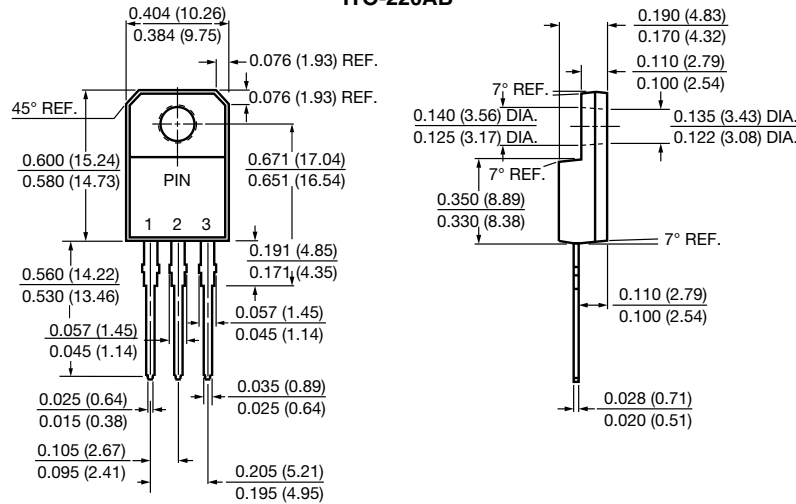 0.404 (10.26)
0.384 (9.75)
0.076 (1.93) REF.
0.076 (1.93) REF.
45° REF.
0.600 (15.24)
0.580 (14.73)
PIN
1 2 3
0.671 (17.04)
0.651 (16.54)
0.191 (4.85)
0.171 (4.35)
0.560 (14.22)
0.530 (13.46)
0.057 (1.45)
0.045 (1.14)
0.057 (1.45)
0.045 (1.14)
0.025 (0.64)
0.015 (0.38)
0.035 (0.89)
0.025 (0.64)
0.105 (2.67)
0.095 (2.41)
0.205 (5.21)
0.195 (4.95)
0.190 (4.83)
0.170 (4.32)
0.110 (2.79)
0.100 (2.54)
7° REF.
0.140 (3.56) DIA.
0.125 (3.17) DIA.
0.135 (3.43) DIA.
0.122 (3.08) DIA.
7° REF.
0.350 (8.89)
0.330 (8.38)
7° REF.
0.110 (2.79)
0.100 (2.54)
0.028 (0.71)
0.020 (0.51)